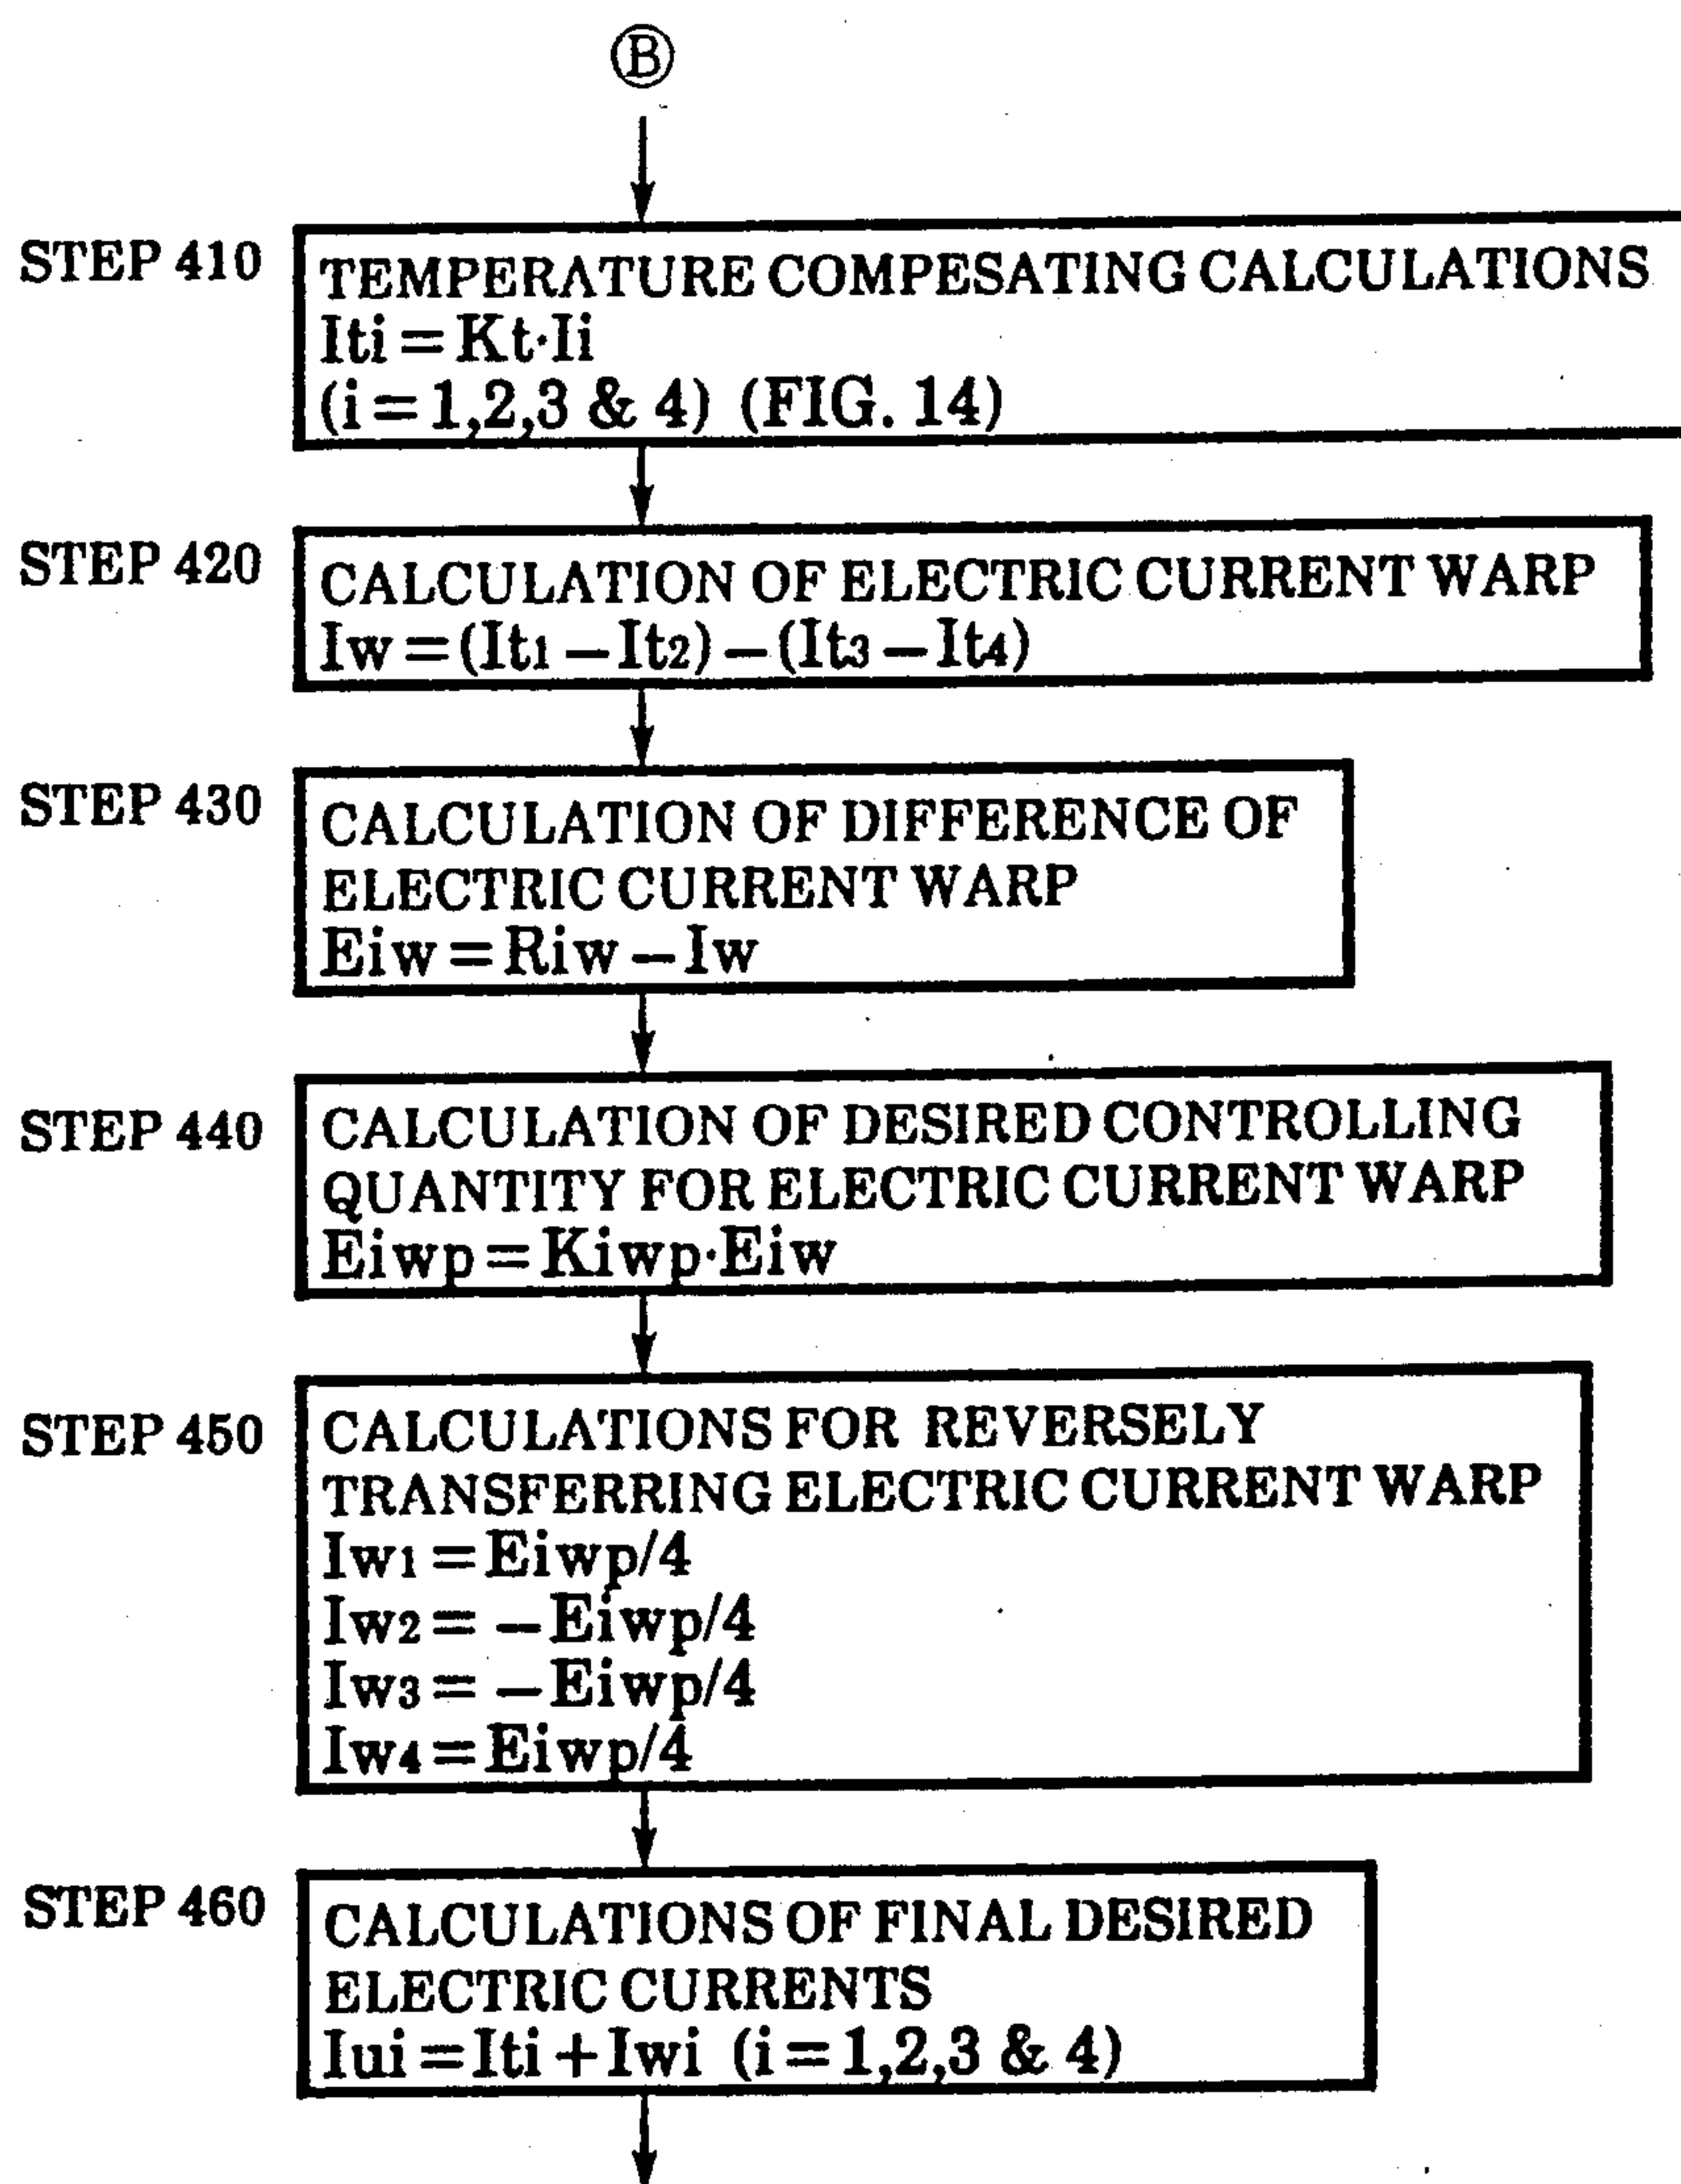 Ⓑ
STEP 410
TEMPERATURE COMPESATING CALCULATIONS
Iti = Kt·Ii
(i = 1,2,3 & 4) (FIG. 14)
STEP 420
CALCULATION OF ELECTRIC CURRENT WARP
Iw = (It1 – It2) – (It3 – It4)
STEP 430
CALCULATION OF DIFFERENCE OF
ELECTRIC CURRENT WARP
Eiw = Riw – Iw
STEP 440
CALCULATION OF DESIRED CONTROLLING
QUANTITY FOR ELECTRIC CURRENT WARP
Eiwp = Kiwp·Eiw
STEP 450
CALCULATIONS FOR REVERSELY
TRANSFERRING ELECTRIC CURRENT WARP
Iw1 = Eiwp/4
Iw2 = –Eiwp/4
Iw3 = –Eiwp/4
Iw4 = Eiwp/4
STEP 460
CALCULATIONS OF FINAL DESIRED
ELECTRIC CURRENTS
Iui = Iti + Iwi (i = 1,2,3 & 4)